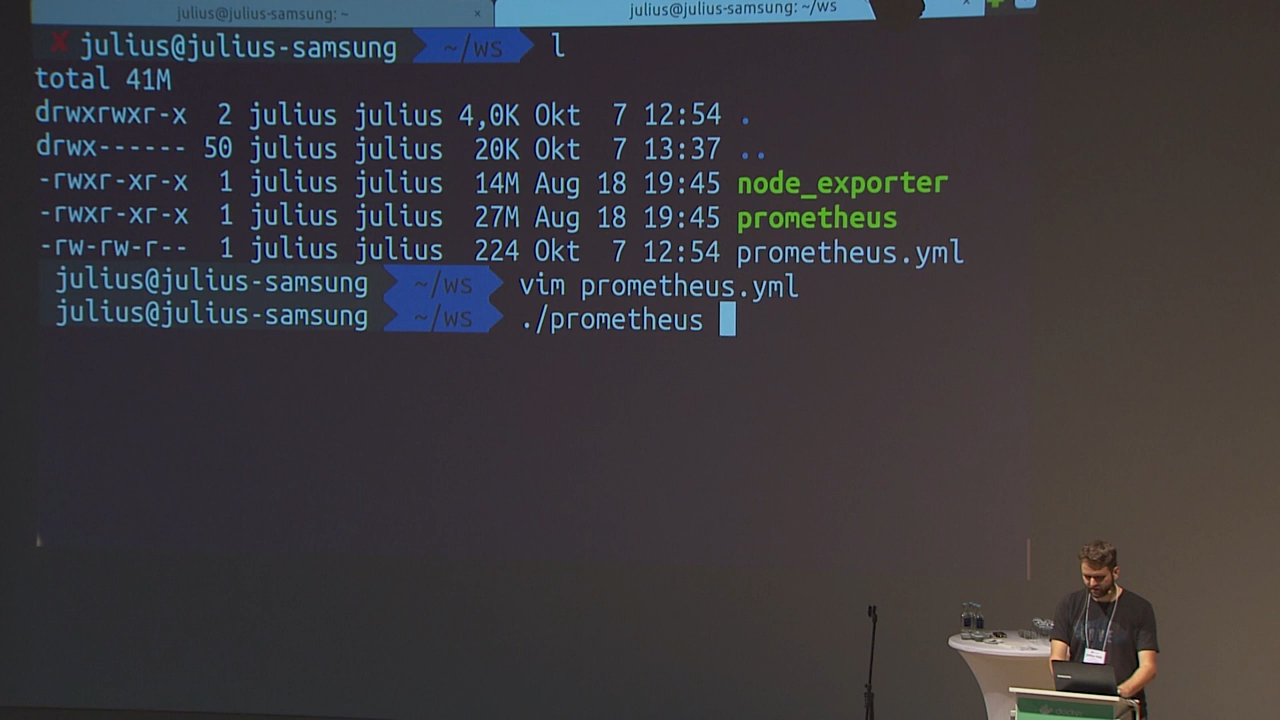 julius@julius-samsung: ~ ×
julius@julius-samsung: ~/ws ×
✘ julius@julius-samsung ~/ws l
total 41M
drwxrwxr-x 2 julius julius 4,0K Okt 7 12:54 .
drwx------ 50 julius julius 20K Okt 7 13:37 ..
-rwxr-xr-x 1 julius julius 14M Aug 18 19:45 node_exporter
-rwxr-xr-x 1 julius julius 27M Aug 18 19:45 prometheus
-rw-rw-r-- 1 julius julius 224 Okt 7 12:54 prometheus.yml
julius@julius-samsung ~/ws vim prometheus.yml
julius@julius-samsung ~/ws ./prometheus